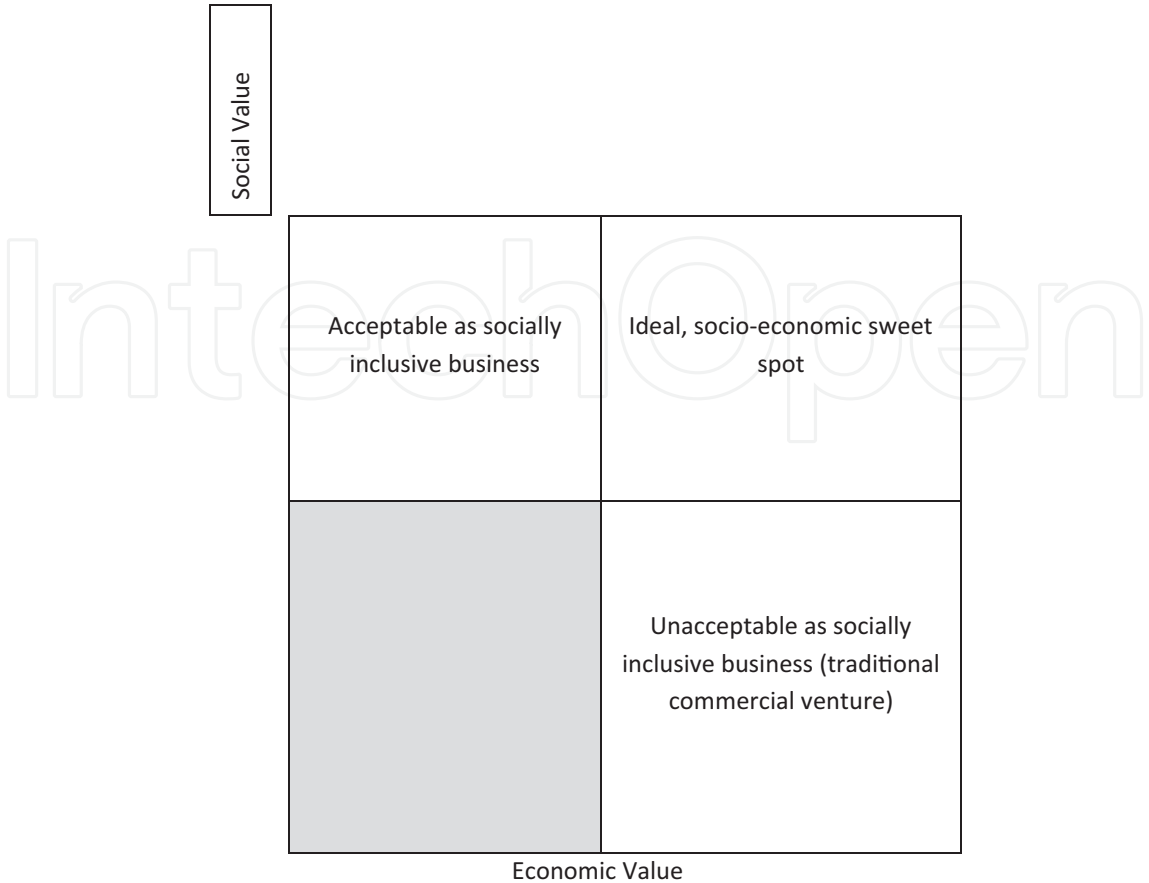 Social Value
IntechOpen
Acceptable as socially
inclusive business
Ideal, socio-economic sweet
spot
Unacceptable as socially
inclusive business (traditional
commercial venture)
Economic Value